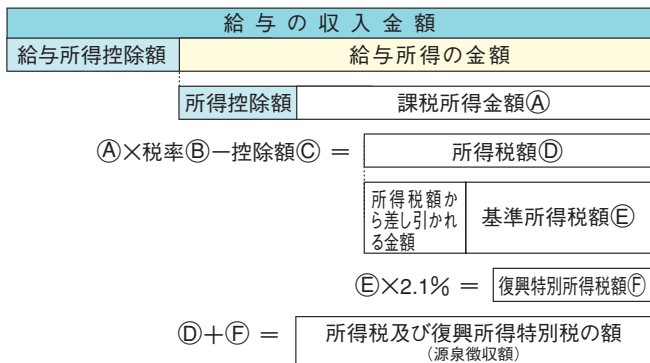 給与の収入金額
給与所得控除額 給与所得の金額
所得控除額 課税所得金額Ⓐ
Ⓐ×税率Ⓑー控除額Ⓒ = 所得税額Ⓓ
所得税額か
ら差し引かれ
る金額
基準所得税額Ⓔ
Ⓔ×2.1% = 復興特別所得税額Ⓕ
Ⓓ+Ⓕ = 所得税及び復興所得特別税の額
(源泉徴収額)